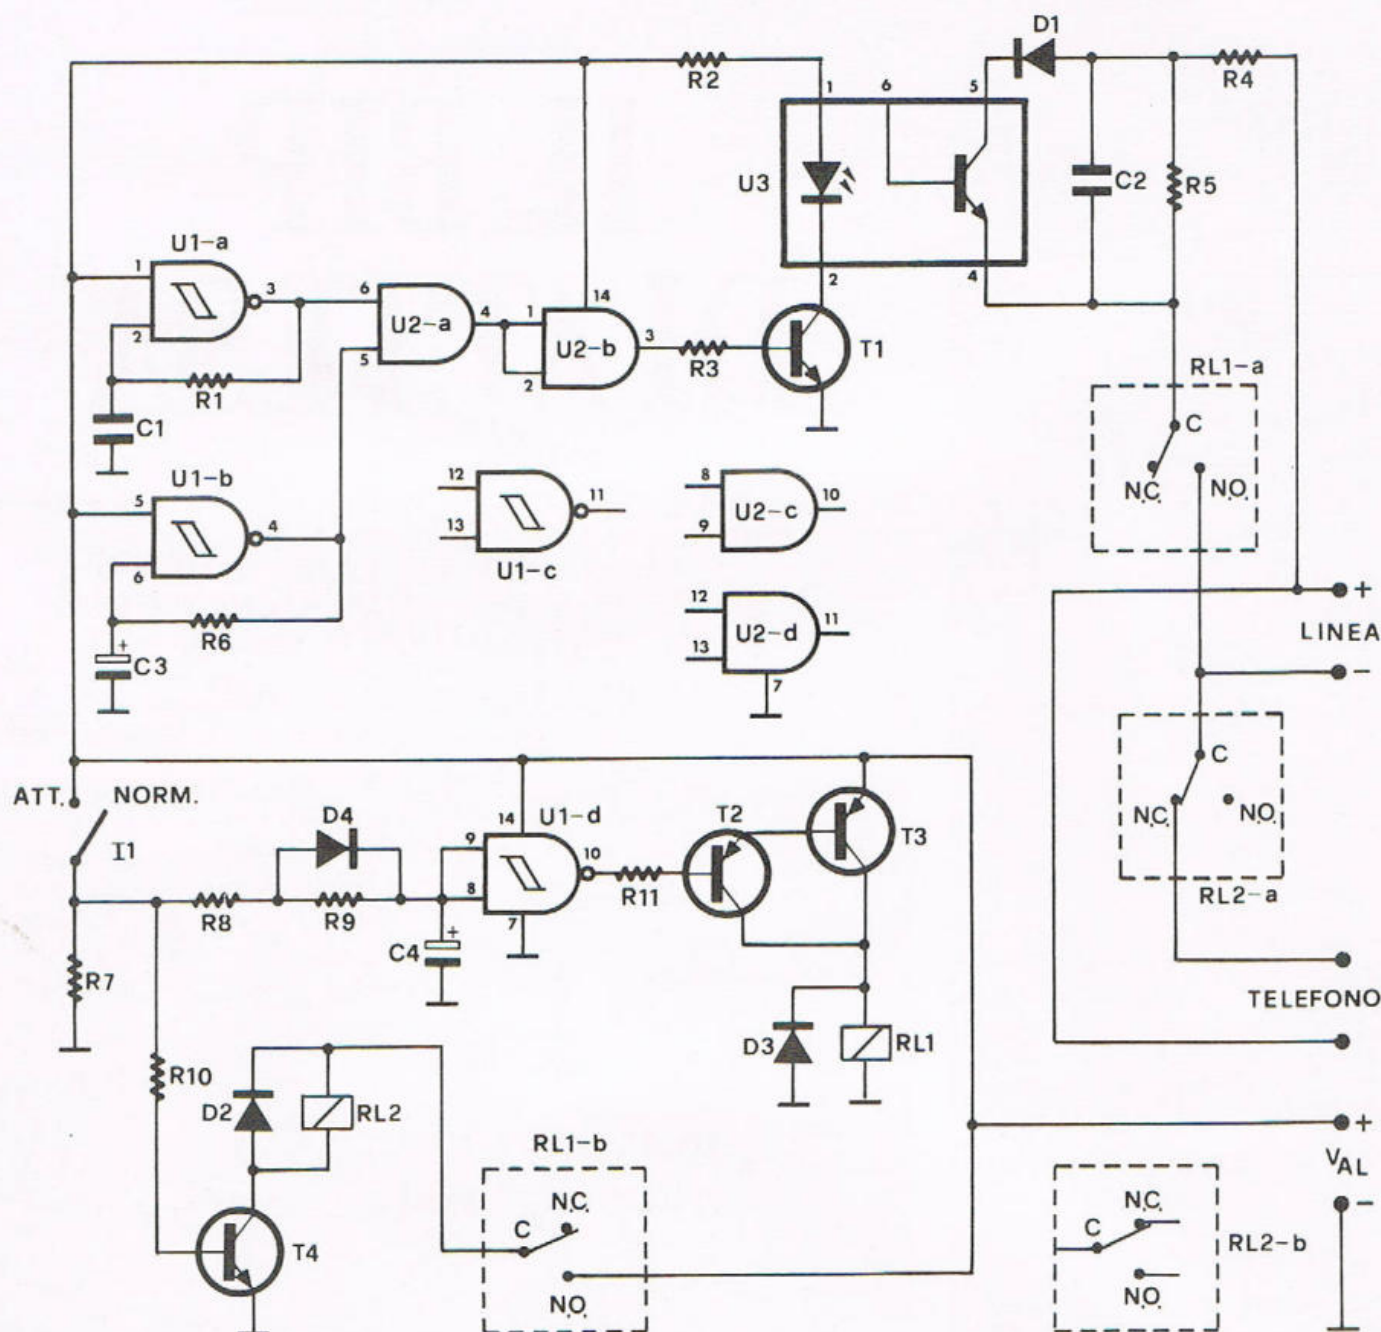 D1
R2
R4
1
6
5
U3
C2
R5
2
4
U1-a
1
3
2
R1
C1
6
U2-a
4
5
1
14
U2-b
3
2
R3
T1
RL1-a
C
N.C.
N.O.
U1-b
5
4
6
R6
+
C3
12
11
13
U1-c
8
U2-c
10
9
12
U2-d
11
13
7
+
LINEA
-
C
N.C.
N.O.
RL2-a
ATT.
NORM.
I1
D4
R8
R9
R7
+
C4
14
U1-d
9
10
8
7
R11
T2
T3
TELEFONO
D3
RL1
R10
D2
RL2
T4
RL1-b
N.C.
C
N.O.
+
VAL
-
N.C.
C
RL2-b
N.O.